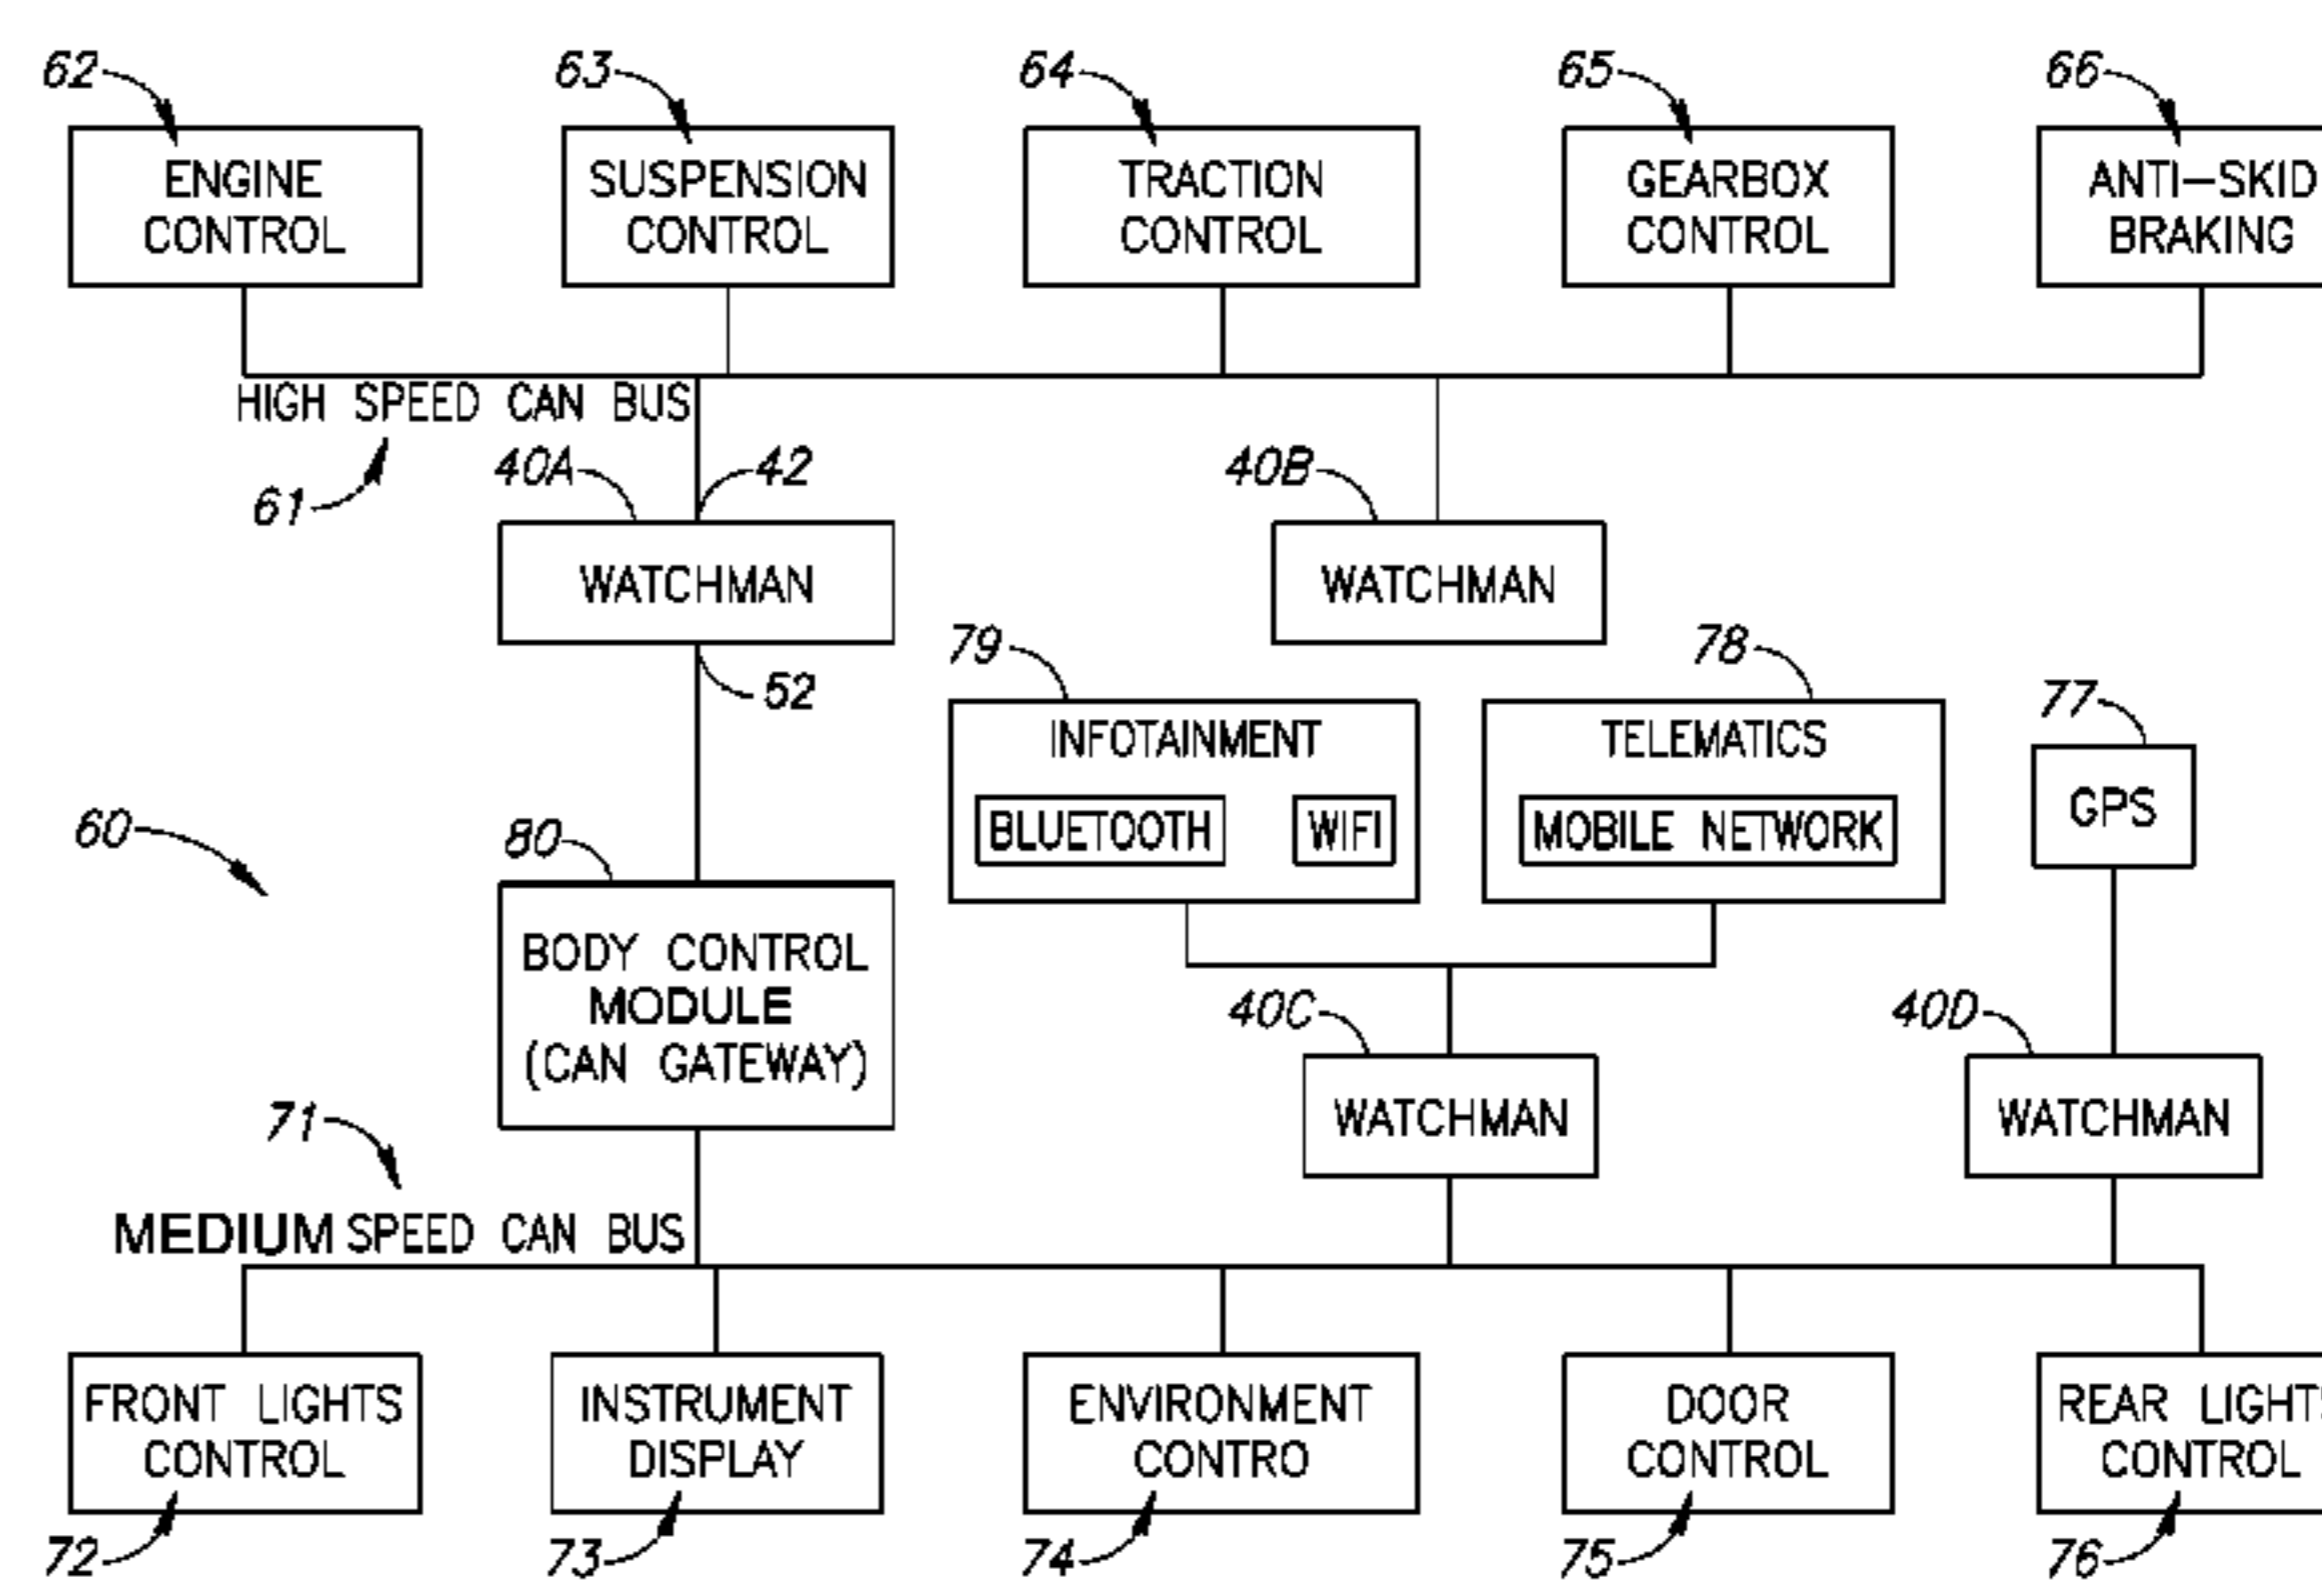 62
63
64
65
66
ENGINE
CONTROL
SUSPENSION
CONTROL
TRACTION
CONTROL
GEARBOX
CONTROL
ANTI-SKID
BRAKING
HIGH SPEED CAN BUS
61
40A
42
40B
WATCHMAN
WATCHMAN
52
79
78
77
INFOTAINMENT
BLUETOOTH
WIFI
TELEMATICS
MOBILE NETWORK
GPS
60
80
BODY CONTROL
MODULE
(CAN GATEWAY)
40C
40D
WATCHMAN
WATCHMAN
71
MEDIUM SPEED CAN BUS
FRONT LIGHTS
CONTROL
INSTRUMENT
DISPLAY
ENVIRONMENT
CONTRO
DOOR
CONTROL
REAR LIGHTS
CONTROL
72
73
74
75
76